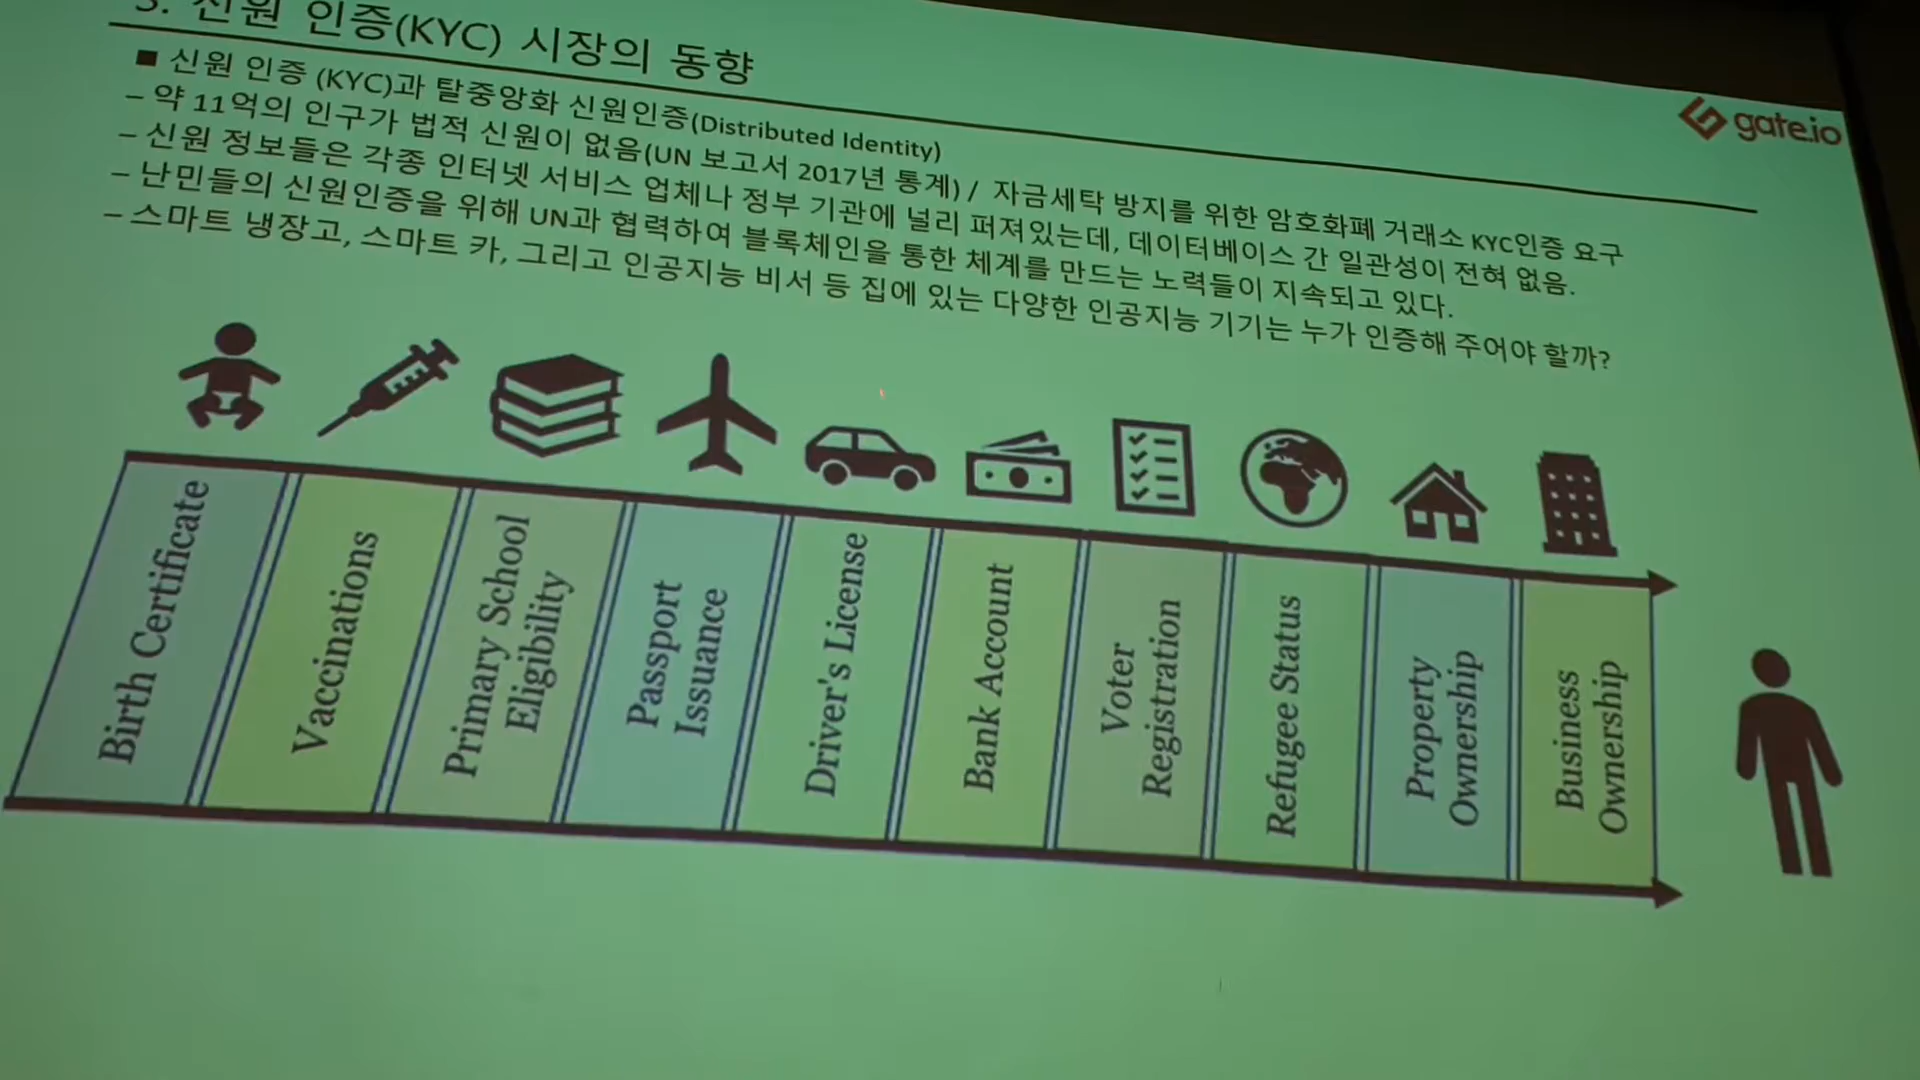 3. 신원 인증(KYC) 시장의 동향
gate.io
■ 신원 인증 (KYC)과 탈중앙화 신원인증(Distributed Identity)
– 약 11억의 인구가 법적 신원이 없음(UN 보고서 2017년 통계) / 자금세탁 방지를 위한 암호화폐 거래소 KYC인증 요구
– 신원 정보들은 각종 인터넷 서비스 업체나 정부 기관에 널리 퍼져있는데, 데이터베이스 간 일관성이 전혀 없음.
– 난민들의 신원인증을 위해 UN과 협력하여 블록체인을 통한 체계를 만드는 노력들이 지속되고 있다.
– 스마트 냉장고, 스마트 카, 그리고 인공지능 비서 등 집에 있는 다양한 인공지능 기기는 누가 인증해 주어야 할까?
Birth Certificate
Vaccinations
Primary School
Eligibility
Passport
Issuance
Driver's License
Bank Account
Voter
Registration
Refugee Status
Property
Ownership
Business
Ownership